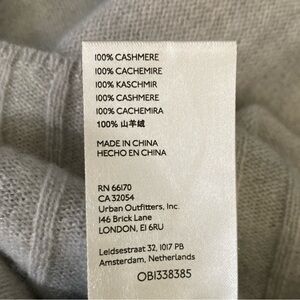 100% CASHMERE
100% CACHEMIRE
100% KASCHMIR
100% CASHMERE
100% CACHEMIRA
100% 山羊绒
MADE IN CHINA
HECHO EN CHINA
RN 66170
CA 32054
Urban Outfitters, Inc.
146 Brick Lane
LONDON, E1 6RU
Leidsestraat 32, 1017 PB
Amsterdam, Netherlands
OB1338385